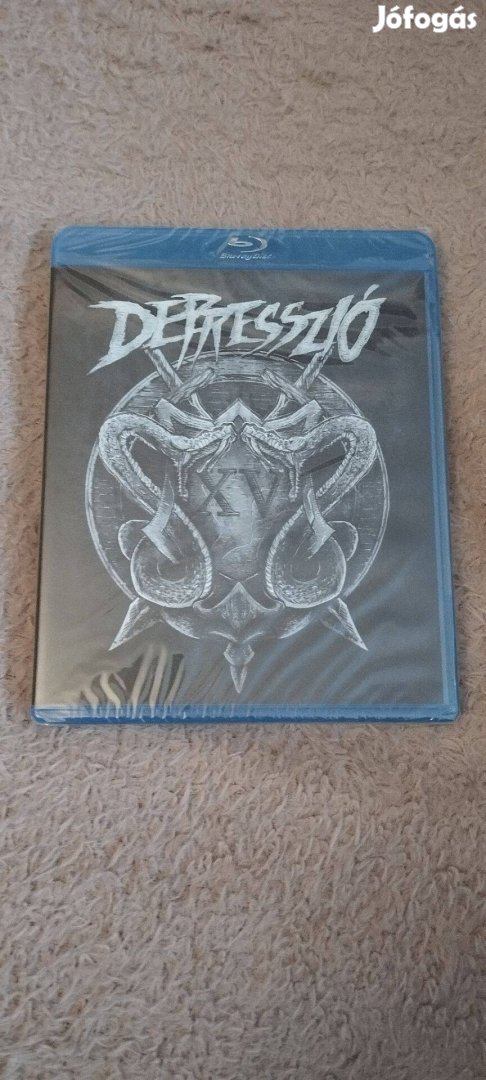 Jófogás
Blu-ray Disc
DEPRESSZIÓ
XV